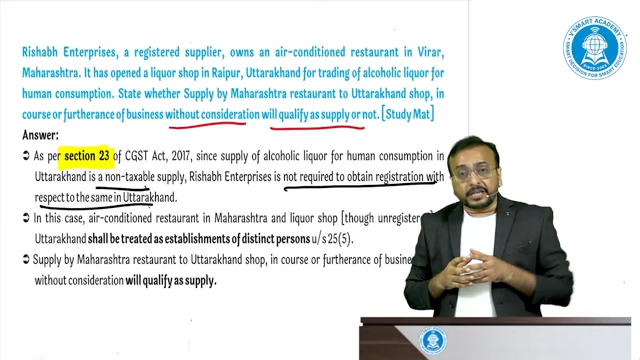 Rishabh Enterprises, a registered supplier, owns an air-conditioned restaurant in Virar,
Maharashtra. It has opened a liquor shop in Raipur, Uttarakhand for trading of alcoholic liquor for
human consumption. State whether Supply by Maharashtra restaurant to Uttarakhand shop, in
course or furtherance of business without consideration will qualify as supply or not. [Study Mat]
Answer:
➲ As per section 23 of CGST Act, 2017, since supply of alcoholic liquor for human consumption in
Uttarakhand is a non-taxable supply, Rishabh Enterprises is not required to obtain registration with
respect to the same in Uttarakhand.
➲ In this case, air-conditioned restaurant in Maharashtra and liquor shop [though unregistere
Uttarakhand shall be treated as establishments of distinct persons u/s 25(5).
➲ Supply by Maharashtra restaurant to Uttarakhand shop, in course or furtherance of busine
without consideration will qualify as supply.
V'SMART ACADEMY